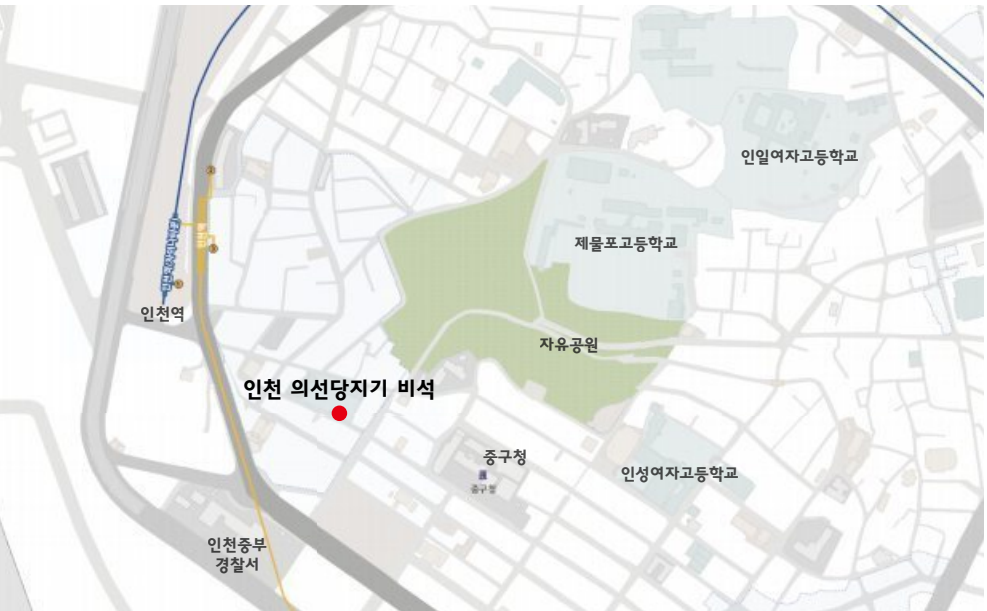 인일여자고등학교
제물포고등학교
인천역
자유공원
인천 의선당지기 비석
중구청
중구청
인성여자고등학교
인천중부
경찰서